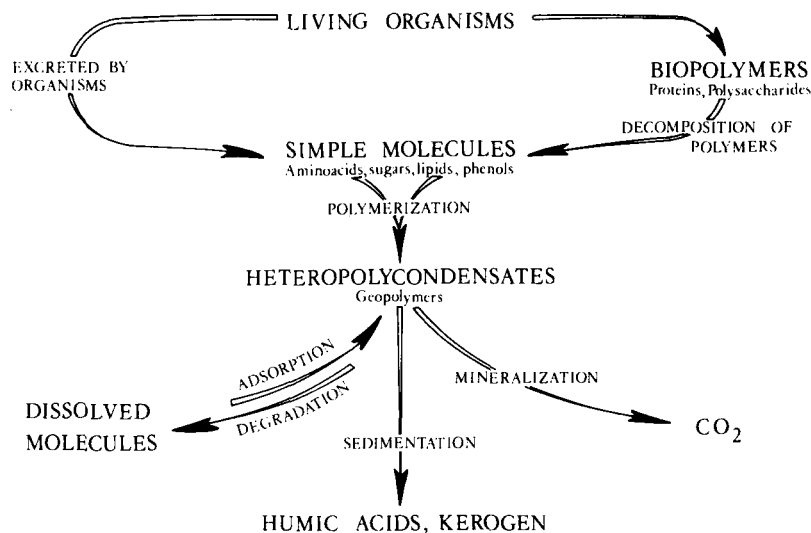 LIVING ORGANISMS
EXCRETED BY
ORGANISMS
BIOPOLYMERS
Proteins, Polysaccharides
DECOMPOSITION OF
POLYMERS
SIMPLE MOLECULES
Aminoacids, sugars, lipids, phenols
POLYMERIZATION
HETEROPOLYCONDENSATES
Geopolymers
ADSORPTION
DEGRADATION
MINERALIZATION
DISSOLVED
MOLECULES
CO₂
SEDIMENTATION
HUMIC ACIDS, KEROGEN